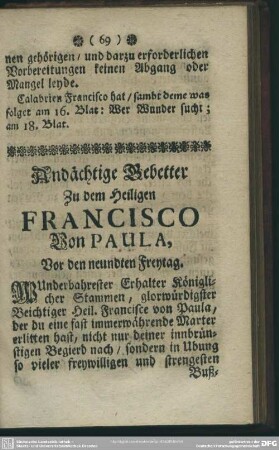 ( 69 )
nen gehörigen / und darzu erforderlichen
Vorbereitungen keinen Abgang oder
Mangel leyde.
Calabrien Francisco hat / sambt deme was
folget am 16. Blat: Wer Wunder sucht;
am 18. Blat.
Andächtige Gebetter
Zu dem Heiligen
FRANCISCO
Von PAULA,
Vor den neundten Freytag.
WUnderbahrester Erhalter Königli-
cher Stammen, glorwürdigster
Beichtiger Heil. Francisce von Paula,
der du eine fast immerwährende Marter
erlitten hast, nicht nur deiner innbrün-
stigen Begierd nach / sondern in Ubung
so vieler freywilligen und strengesten
Buß-